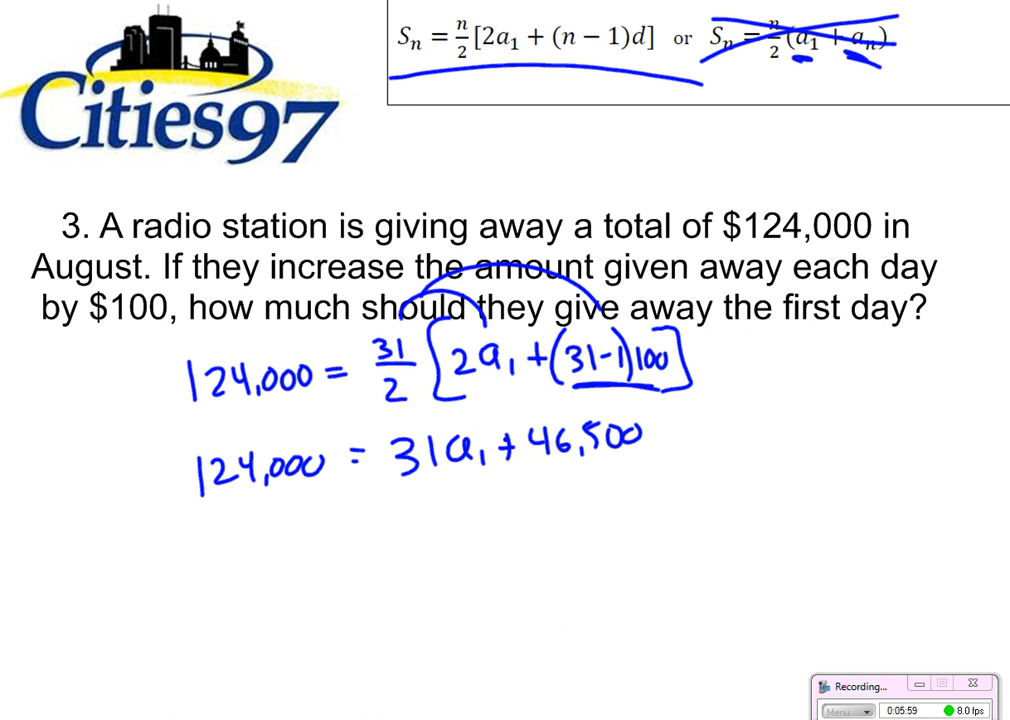 Cities97
Sₙ = n/2 [2a₁ + (n − 1)d] or Sₙ = n/2 (a₁ + aₙ)
3. A radio station is giving away a total of $124,000 in
August. If they increase the amount given away each day
by $100, how much should they give away the first day?
124,000 = 31/2 [2a₁ + (31-1)100]
124,000 = 31a₁ + 46,500
Recording...
Menu 0:05:59 8.0 fps